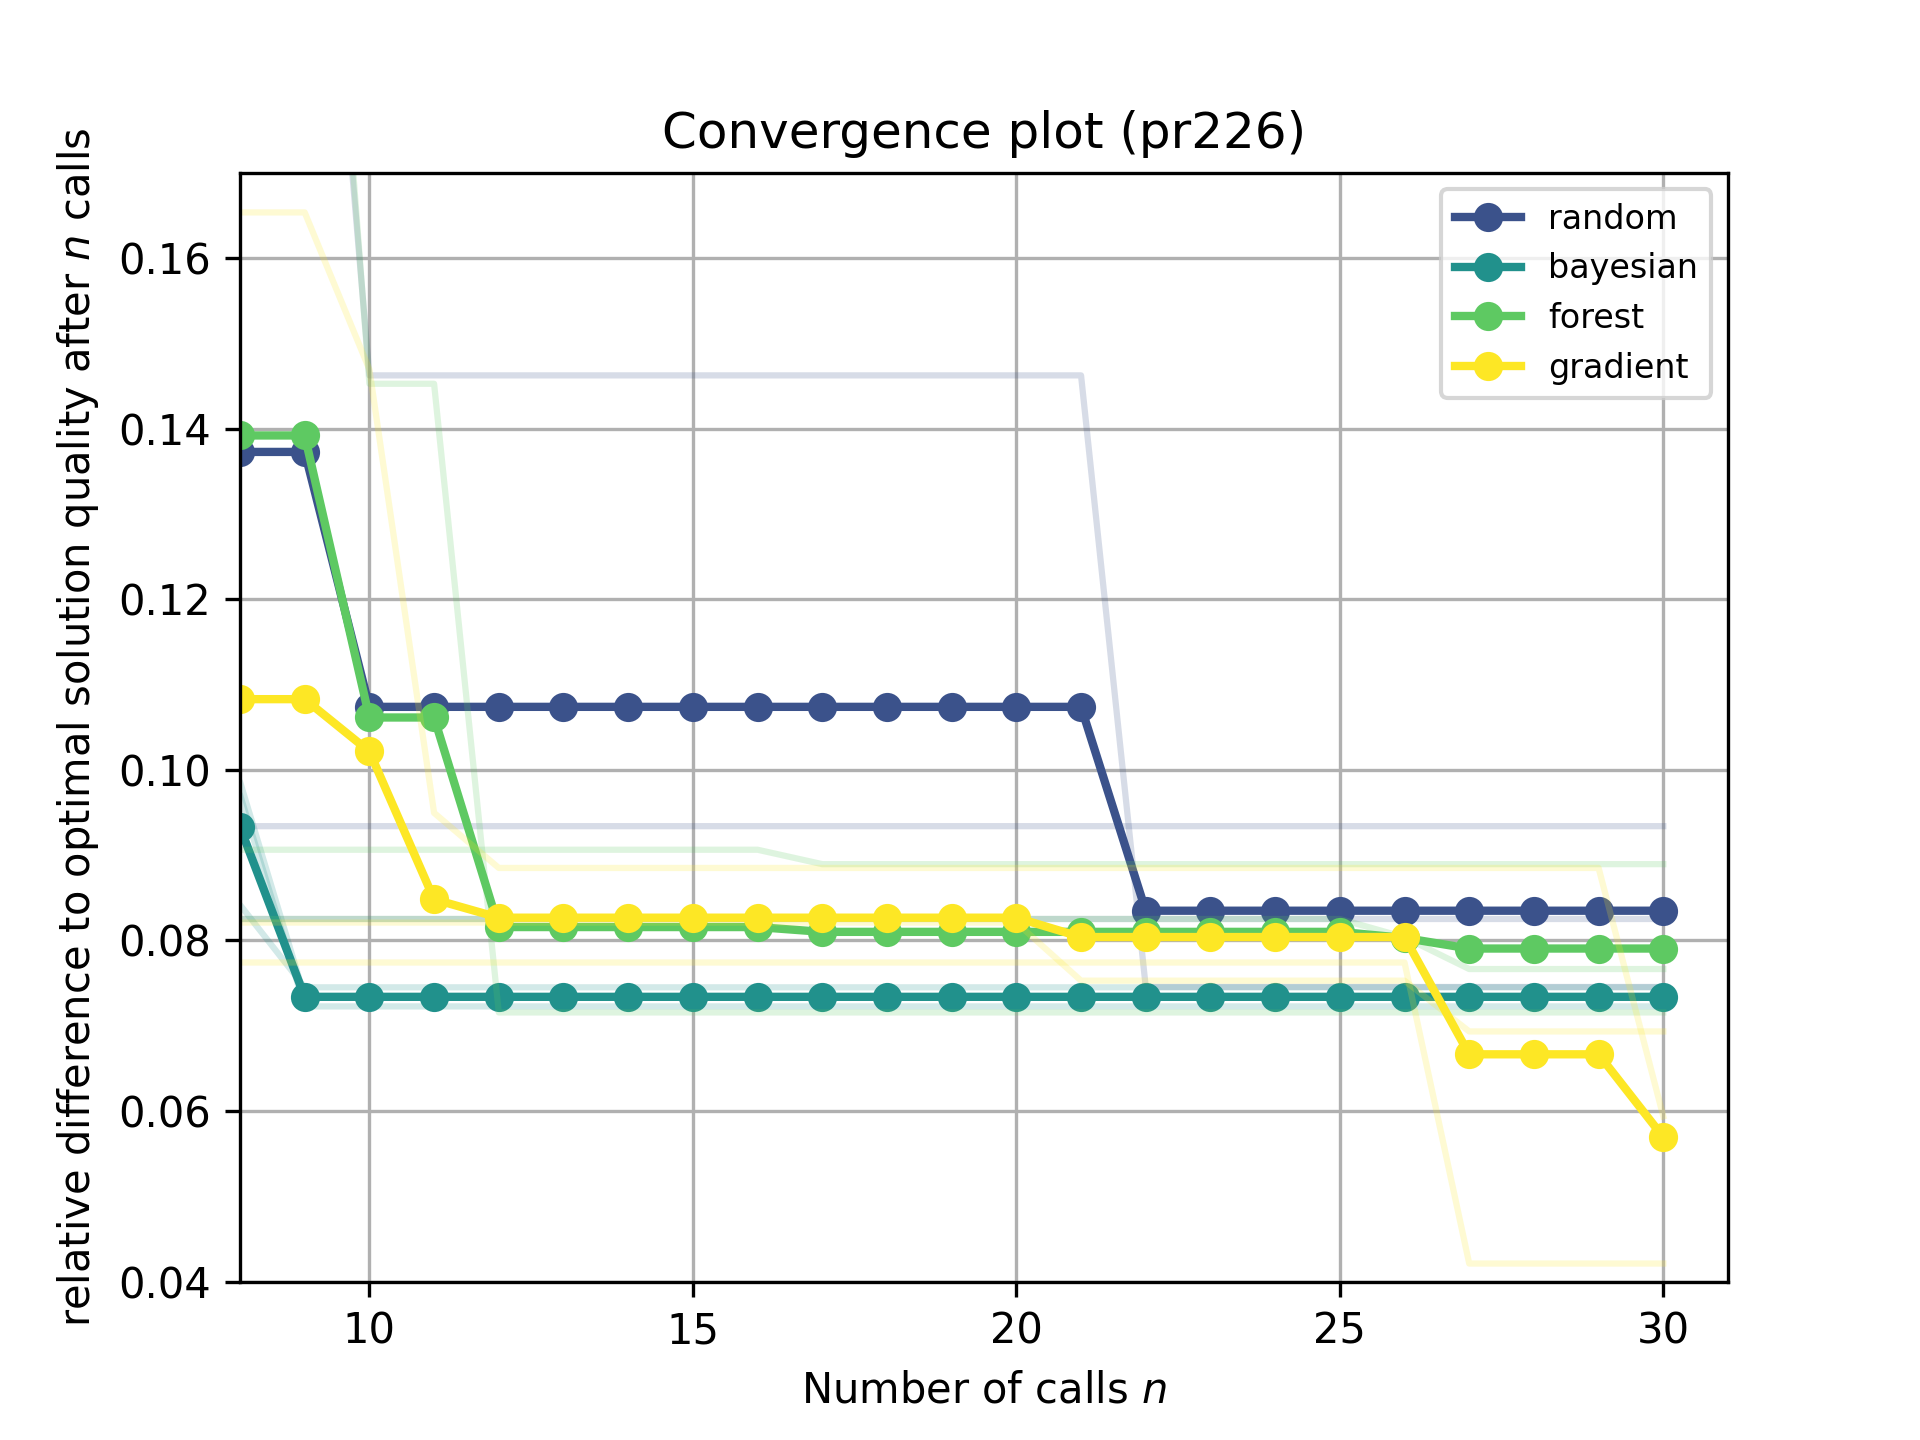 Convergence plot (pr226)
relative difference to optimal solution quality after n calls
0.16
0.14
0.12
0.10
0.08
0.06
0.04
10 15 20 25 30
Number of calls n
random
bayesian
forest
gradient